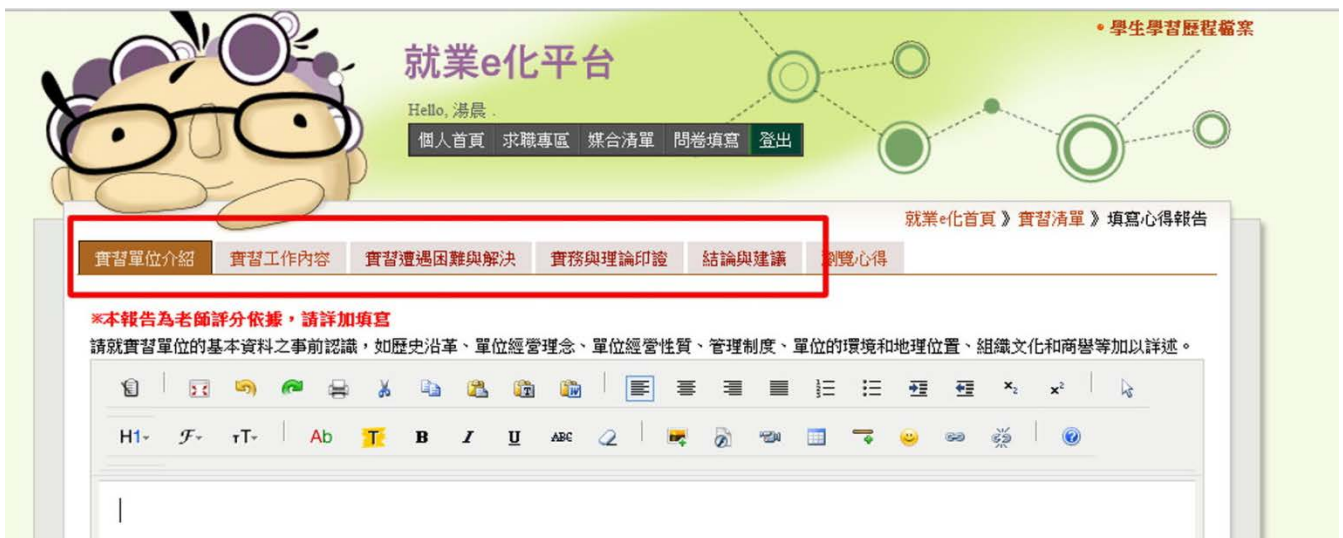 • 學生學習歷程檔案
就業e化平台
Hello, 湯晨 .
個人首頁 求職專區 媒合清單 問卷填寫 登出
就業e化首頁 》 實習清單 》 填寫心得報告
實習單位介紹 實習工作內容 實習遭遇困難與解決 實務與理論印證 結論與建議 瀏覽心得
※本報告為老師評分依據，請詳加填寫
請就實習單位的基本資料之事前認識，如歷史沿革、單位經營理念、單位經營性質、管理制度、單位的環境和地理位置、組織文化和商譽等加以詳述。
H1 F TT Ab T B I U ABC